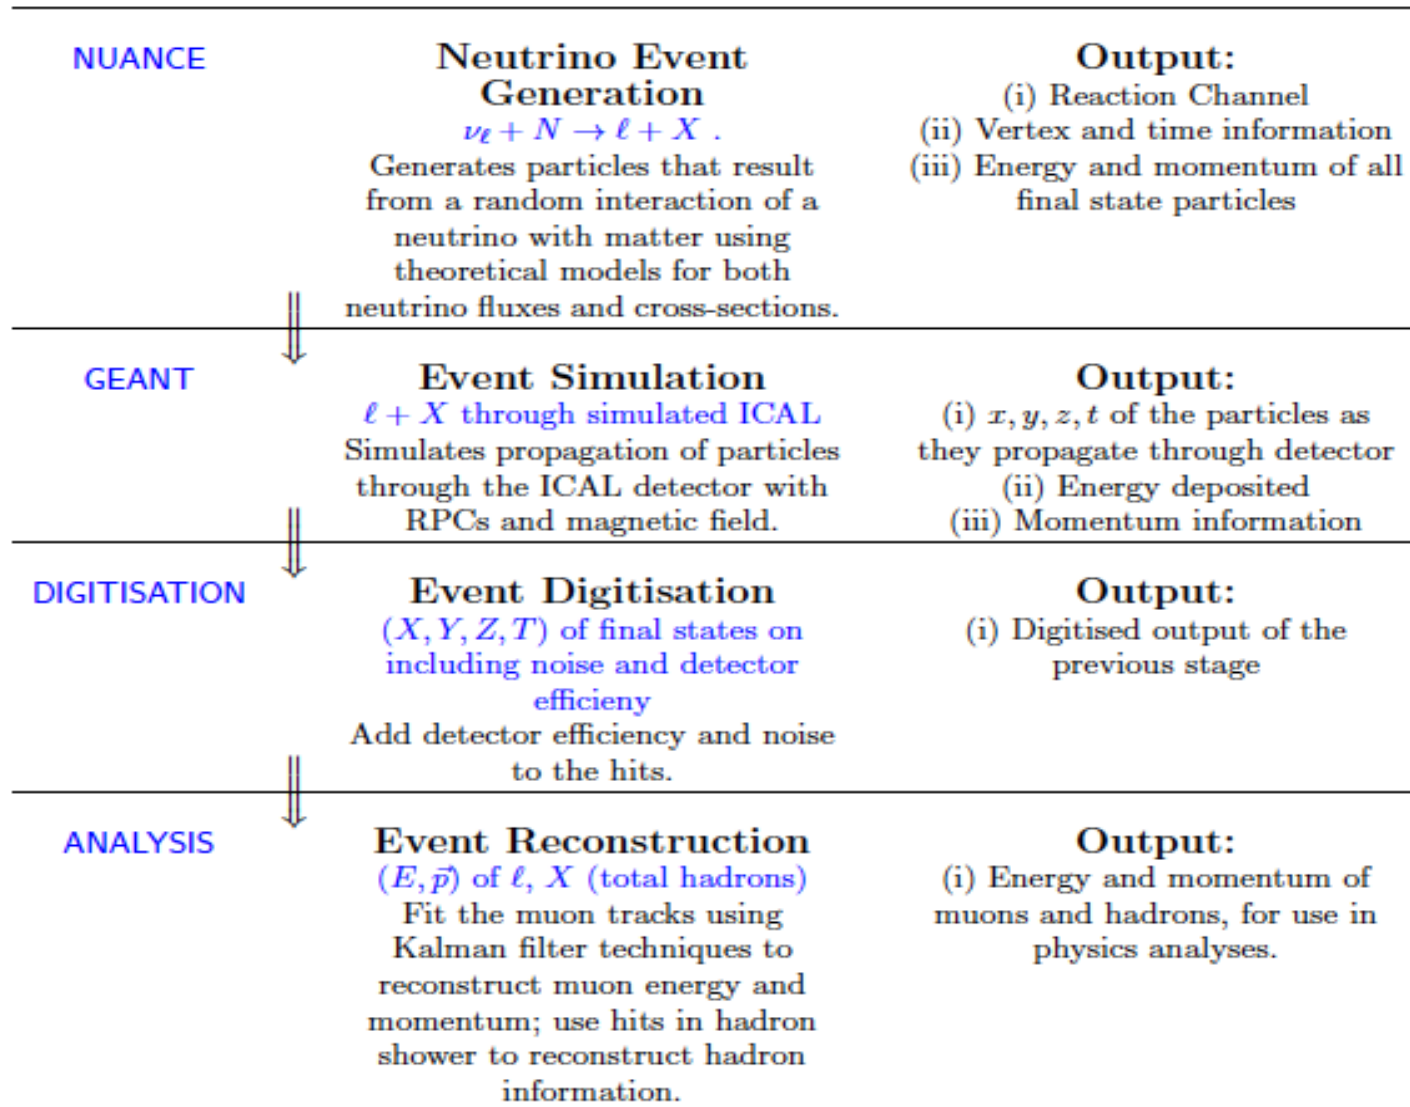 NUANCE
Neutrino Event
Generation
νℓ + N → ℓ + X .
Generates particles that result
from a random interaction of a
neutrino with matter using
theoretical models for both
neutrino fluxes and cross-sections.
Output:
(i) Reaction Channel
(ii) Vertex and time information
(iii) Energy and momentum of all
final state particles
⇓
GEANT
Event Simulation
ℓ + X through simulated ICAL
Simulates propagation of particles
through the ICAL detector with
RPCs and magnetic field.
Output:
(i) x, y, z, t of the particles as
they propagate through detector
(ii) Energy deposited
(iii) Momentum information
⇓
DIGITISATION
Event Digitisation
(X, Y, Z, T) of final states on
including noise and detector
efficieny
Add detector efficiency and noise
to the hits.
Output:
(i) Digitised output of the
previous stage
⇓
ANALYSIS
Event Reconstruction
(E, p⃗) of ℓ, X (total hadrons)
Fit the muon tracks using
Kalman filter techniques to
reconstruct muon energy and
momentum; use hits in hadron
shower to reconstruct hadron
information.
Output:
(i) Energy and momentum of
muons and hadrons, for use in
physics analyses.